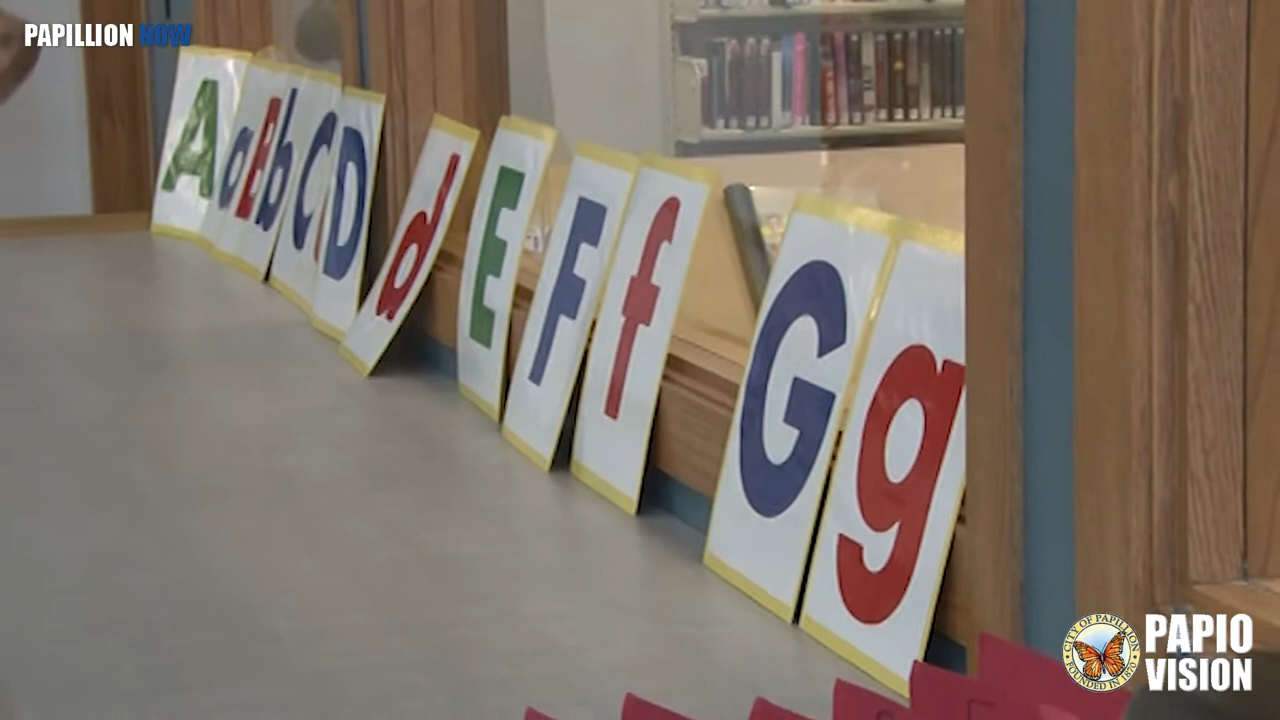 PAPILLION NOW
A a B b C D d E F f G g
CITY OF PAPILLION
FOUNDED IN 1870
PAPIO
VISION